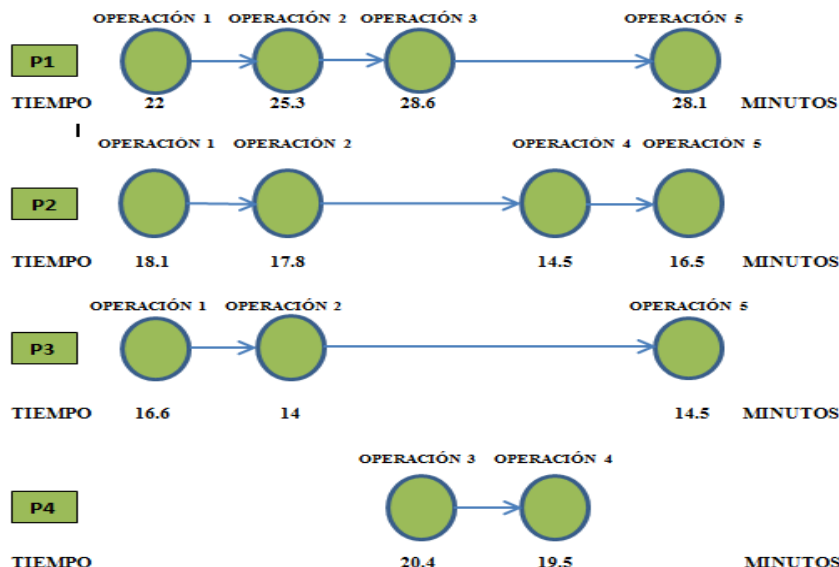 OPERACIÓN 1 OPERACIÓN 2 OPERACIÓN 3 OPERACIÓN 5
P1
TIEMPO 22 25.3 28.6 28.1 MINUTOS
OPERACIÓN 1 OPERACIÓN 2 OPERACIÓN 4 OPERACIÓN 5
P2
TIEMPO 18.1 17.8 14.5 16.5 MINUTOS
OPERACIÓN 1 OPERACIÓN 2 OPERACIÓN 5
P3
TIEMPO 16.6 14 14.5 MINUTOS
OPERACIÓN 3 OPERACIÓN 4
P4
TIEMPO 20.4 19.5 MINUTOS